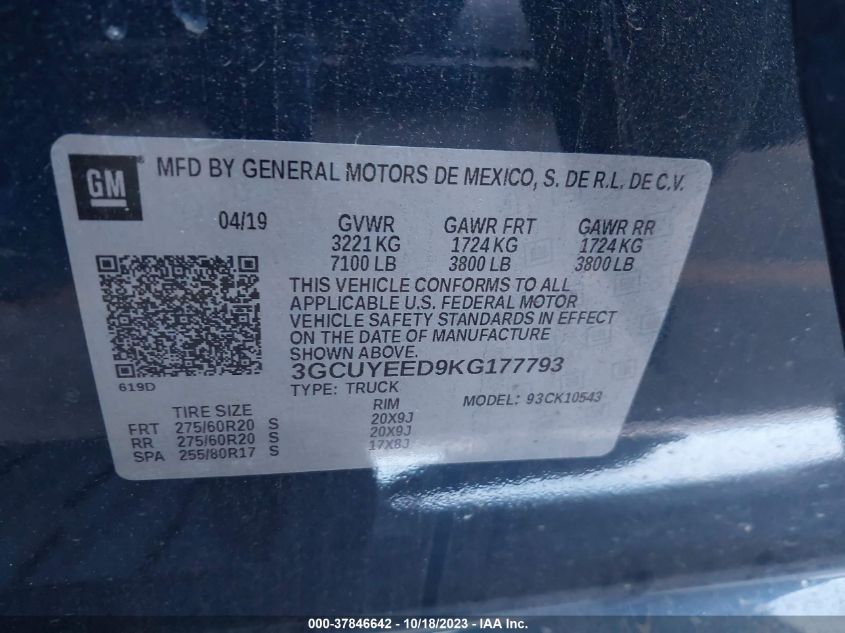 GM MFD BY GENERAL MOTORS DE MEXICO, S. DE R.L. DE C.V.
04/19 GVWR GAWR FRT GAWR RR
3221 KG 1724 KG 1724 KG
7100 LB 3800 LB 3800 LB
THIS VEHICLE CONFORMS TO ALL
APPLICABLE U.S. FEDERAL MOTOR
VEHICLE SAFETY STANDARDS IN EFFECT
ON THE DATE OF MANUFACTURE
SHOWN ABOVE.
3GCUYEED9KG177793
619D TYPE: TRUCK MODEL: 93CK10543
TIRE SIZE RIM
FRT 275/60R20 S 20X9J
RR 275/60R20 S 20X9J
SPA 255/80R17 S 17X8J
000-37846642 - 10/18/2023 - IAA Inc.